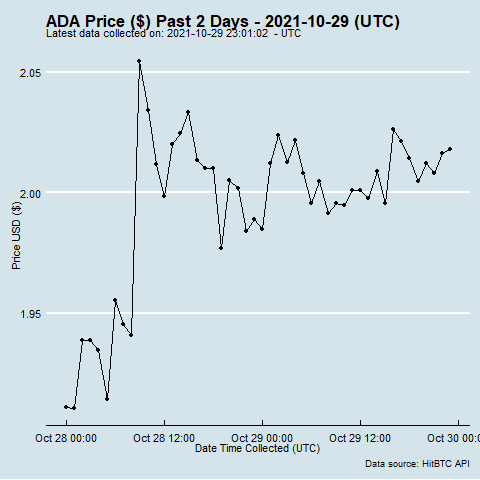 ADA Price ($) Past 2 Days - 2021-10-29 (UTC)
Latest data collected on: 2021-10-29 23:01:02 - UTC
2.05
2.00
1.95
Price USD ($)
Oct 28 00:00 Oct 28 12:00 Oct 29 00:00 Oct 29 12:00 Oct 30 00:0
Date Time Collected (UTC)
Data source: HitBTC API